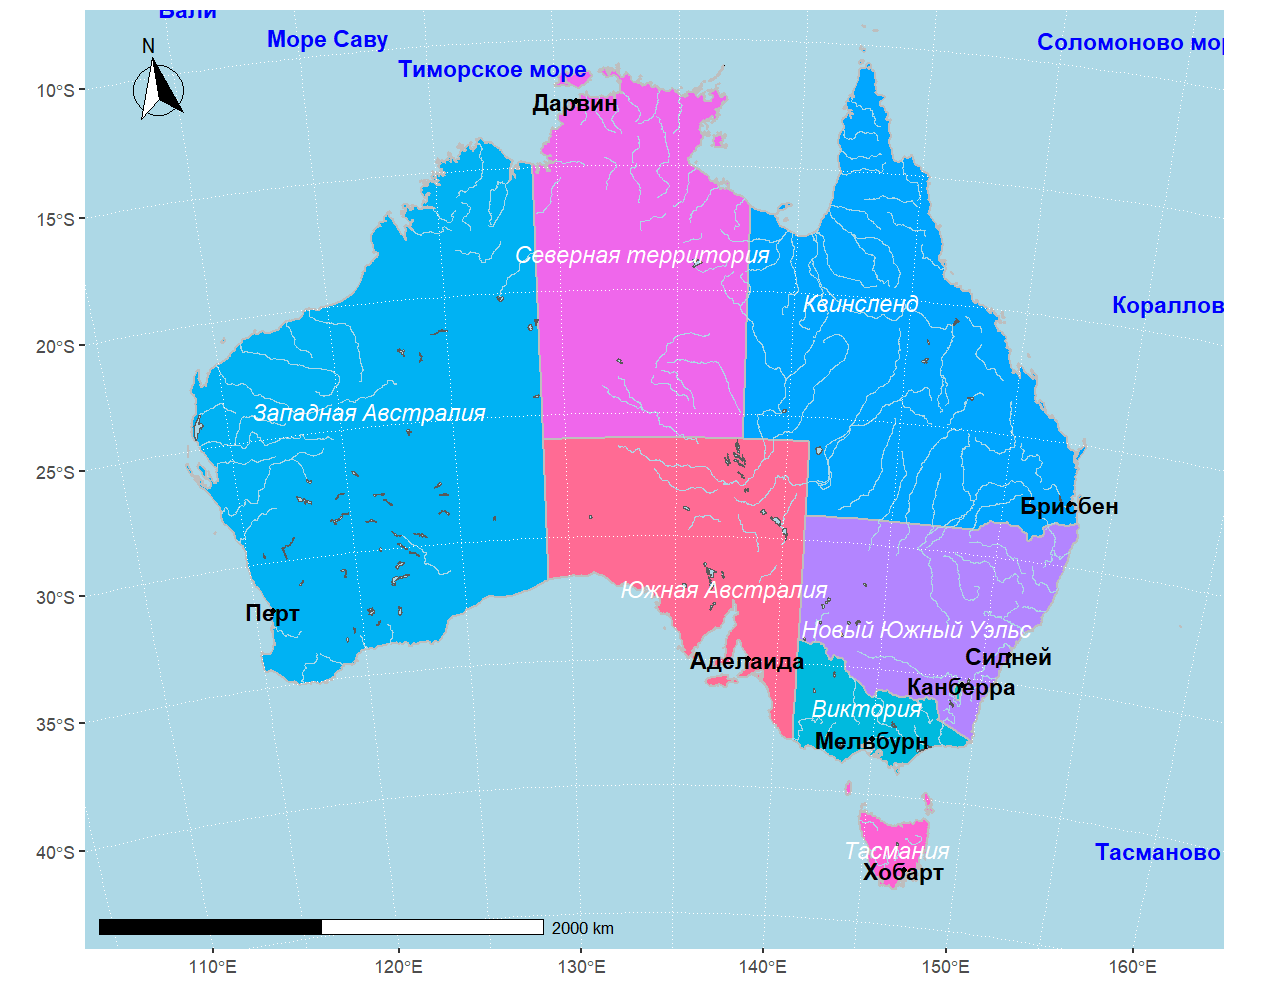 Бали
Море Саву
Соломоново мор
N
Тиморское море
10°S
Дарвин
15°S
Северная территория
Квинсленд
Кораллов
20°S
Западная Австралия
25°S
Брисбен
Южная Австралия
30°S
Перт
Новый Южный Уэльс
Сидней
Аделаида
Канберра
Виктория
35°S
Мелвбурн
40°S
Тасмания
Тасманово
Хобарт
2000 km
110°E
120°E
130°E
140°E
150°E
160°E